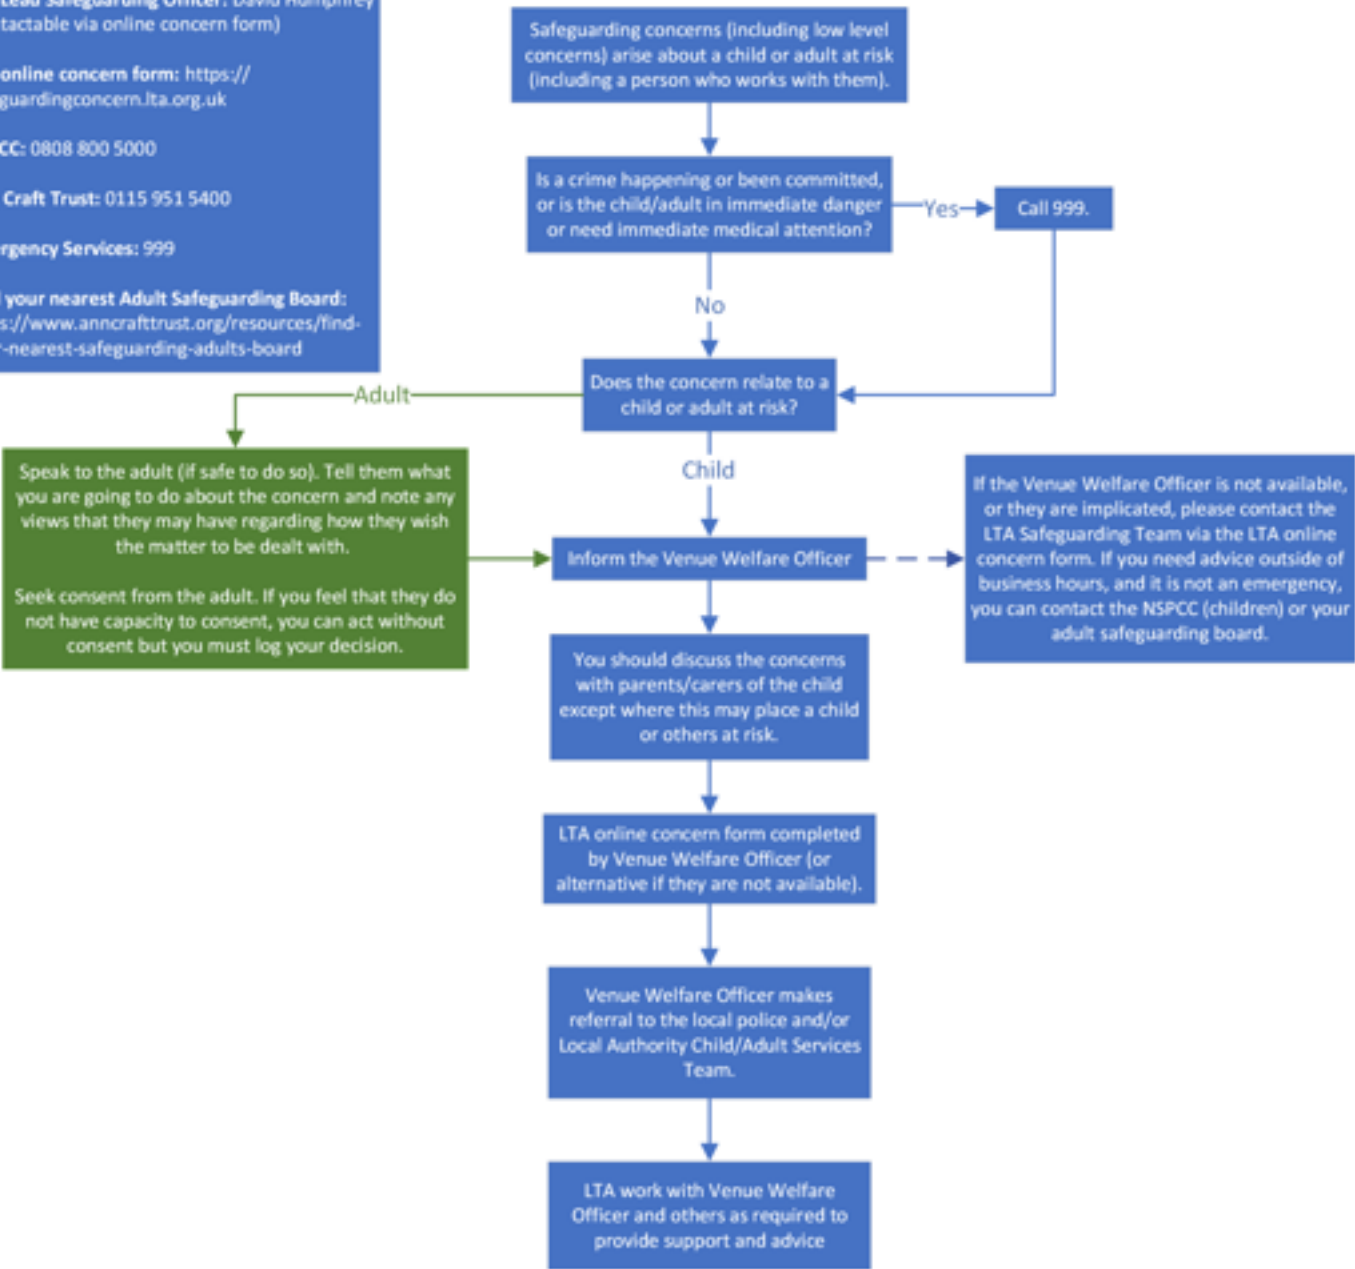 Lead Safeguarding Officer: David Humphrey
tactable via online concern form)
online concern form: https://
guardingconcern.lta.org.uk
CC: 0808 800 5000
Craft Trust: 0115 951 5400
rgency Services: 999
your nearest Adult Safeguarding Board:
s://www.anncrafttrust.org/resources/find-
-nearest-safeguarding-adults-board
Safeguarding concerns (including low level
concerns) arise about a child or adult at risk
(including a person who works with them).
Is a crime happening or been committed,
or is the child/adult in immediate danger
or need immediate medical attention?
Yes
Call 999.
No
Does the concern relate to a
child or adult at risk?
Adult
Child
Speak to the adult (if safe to do so). Tell them what
you are going to do about the concern and note any
views that they may have regarding how they wish
the matter to be dealt with.
Seek consent from the adult. If you feel that they do
not have capacity to consent, you can act without
consent but you must log your decision.
Inform the Venue Welfare Officer
If the Venue Welfare Officer is not available,
or they are implicated, please contact the
LTA Safeguarding Team via the LTA online
concern form. If you need advice outside of
business hours, and it is not an emergency,
you can contact the NSPCC (children) or your
adult safeguarding board.
You should discuss the concerns
with parents/carers of the child
except where this may place a child
or others at risk.
LTA online concern form completed
by Venue Welfare Officer (or
alternative if they are not available).
Venue Welfare Officer makes
referral to the local police and/or
Local Authority Child/Adult Services
Team.
LTA work with Venue Welfare
Officer and others as required to
provide support and advice